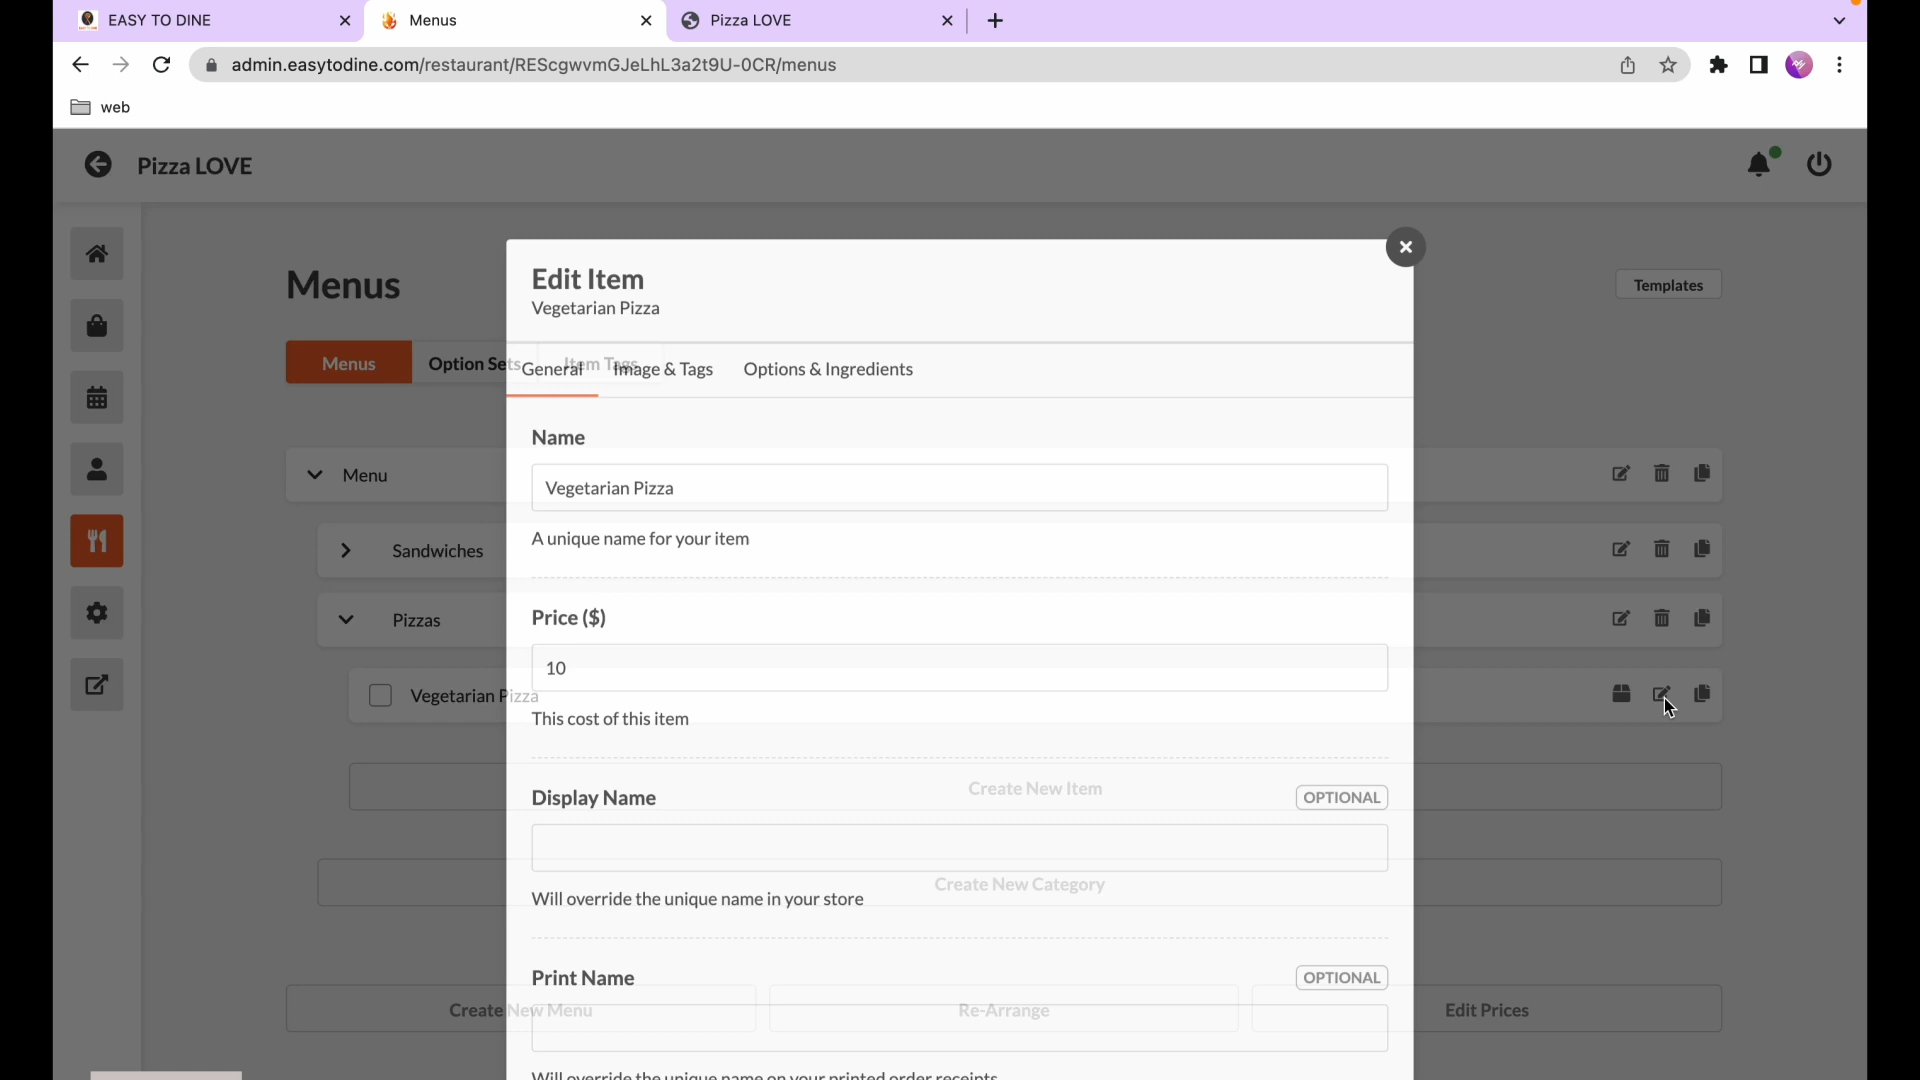 EASY TO DINE
Menus
Pizza LOVE
admin.easytodine.com/restaurant/REScgwvmGJeLhL3a2t9U-0CR/menus
web
Pizza LOVE
Menus
Templates
Menus
Option Sets
Item Tags
Edit Item
Vegetarian Pizza
General
Image & Tags
Options & Ingredients
Name
Vegetarian Pizza
A unique name for your item
Menu
Sandwiches
Pizzas
Vegetarian Pizza
Price ($)
10
This cost of this item
Create New Item
Display Name
OPTIONAL
Create New Category
Will override the unique name in your store
Print Name
OPTIONAL
Create New Menu
Re-Arrange
Edit Prices
Will override the unique name on your printed order receipts